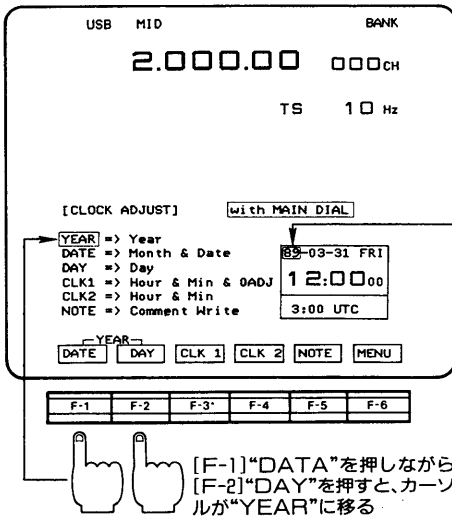 USB MID BANK
2.000.00 000CH
TS 10 Hz
[CLOCK ADJUST] with MAIN DIAL
YEAR => Year
DATE => Month & Date
DAY => Day
CLK1 => Hour & Min & 0ADJ
CLK2 => Hour & Min
NOTE => Comment Write
89-03-31 FRI
12:00 00
3:00 UTC
YEAR
DATE DAY CLK 1 CLK 2 NOTE MENU
F-1 F-2 F-3 F-4 F-5 F-6
[F-1]“DATA”を押しながら
[F-2]“DAY”を押すと、カーソ
ルが“YEAR”に移る